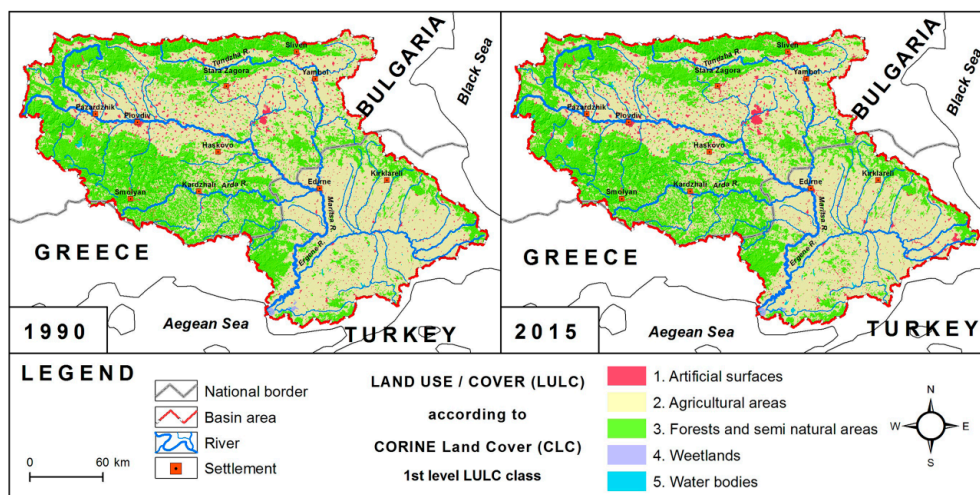 BULGARIA
Black Sea
Sliven
Tundzha R.
Stara Zagora
Yambol
Pazardzhik
Plovdiv
Haskovo
Kirklareli
Smolyan
Kardzhali
Arda R.
Edirne
Maritsa R.
Ergene R.
GREECE
1990
Aegean Sea
TURKEY
BULGARIA
Black Sea
Sliven
Tundzha R.
Stara Zagora
Yambol
Pazardzhik
Plovdiv
Haskovo
Kirklareli
Smolyan
Kardzhali
Arda R.
Edirne
Maritsa R.
Ergene R.
GREECE
2015
Aegean Sea
TURKEY
LEGEND
National border
Basin area
River
Settlement
0 60 km
LAND USE / COVER (LULC)
according to
CORINE Land Cover (CLC)
1st level LULC class
1. Artificial surfaces
2. Agricultural areas
3. Forests and semi natural areas
4. Weetlands
5. Water bodies
N
W E
S